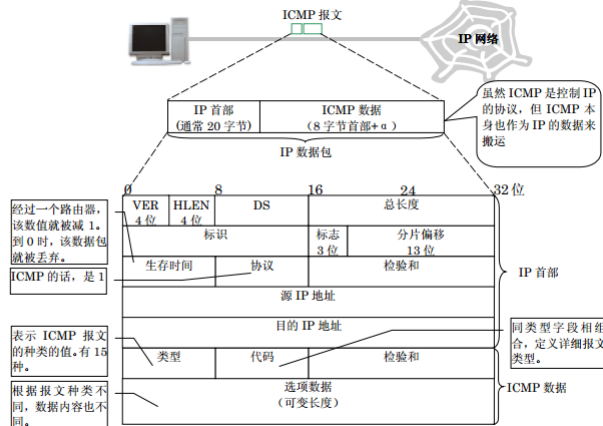 ICMP 报文
IP 网络
IP 首部
(通常 20 字节)
ICMP 数据
(8 字节首部+α)
虽然 ICMP 是控制 IP
的协议，但 ICMP 本
身也作为 IP 的数据来
搬运
IP 数据包
0 8 16 24 32 位
VER
4 位
HLEN
4 位
DS
总长度
标识
标志
3 位
分片偏移
13 位
生存时间
协议
检验和
源 IP 地址
目的 IP 地址
类型
代码
检验和
选项数据
(可变长度)
经过一个路由器，
该数值就被减 1。
到 0 时，该数据包
就被丢弃。
ICMP 的话，是 1
表示 ICMP 报文
的种类的值。有 15
种。
根据报文种类不
同，数据内容也不
同。
IP 首部
同类型字段相组
合，定义详细报文
类型。
ICMP 数据